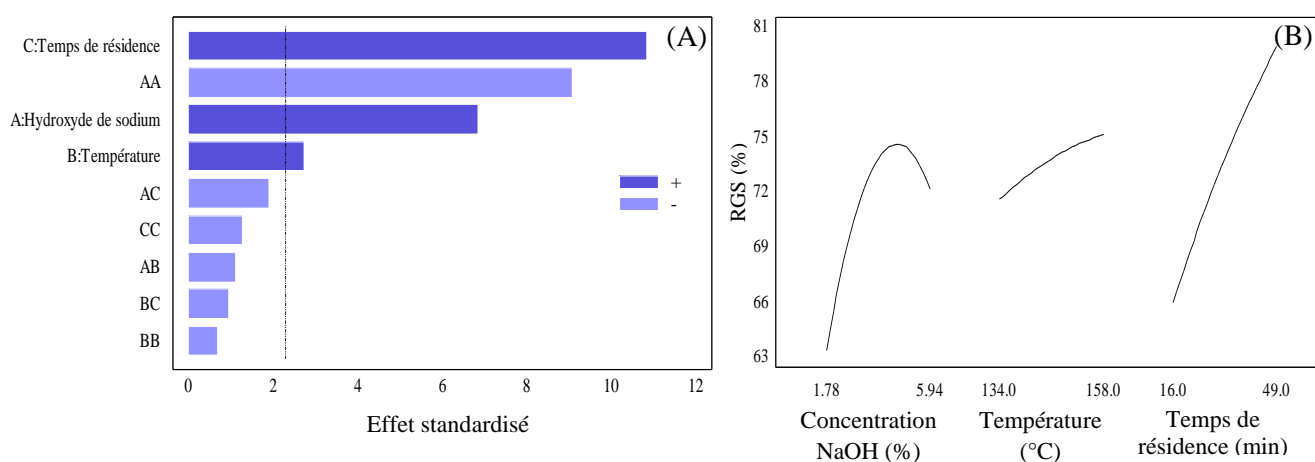 (A)
C:Temps de résidence
AA
A:Hydroxyde de sodium
B:Température
AC
CC
AB
BC
BB
+
-
0 2 4 6 8 10 12
Effet standardisé
(B)
RGS (%)
81
78
75
72
69
66
63
1.78 5.94 134.0 158.0 16.0 49.0
Concentration NaOH (%)
Température (°C)
Temps de résidence (min)